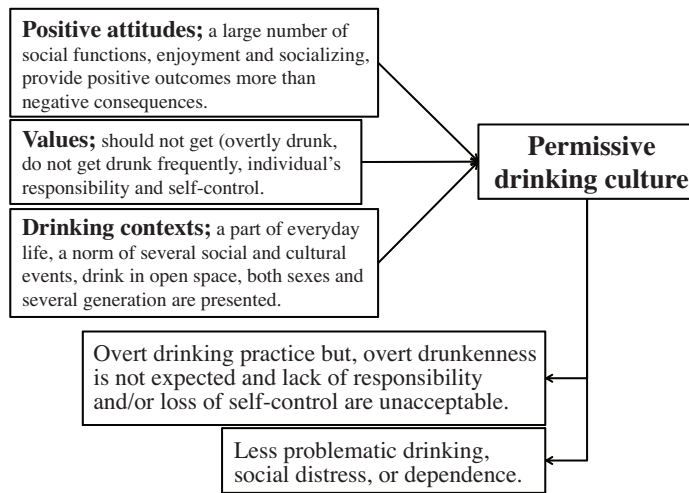 Positive attitudes; a large number of
social functions, enjoyment and socializing,
provide positive outcomes more than
negative consequences.
Values; should not get (overtly drunk,
do not get drunk frequently, individual's
responsibility and self-control.
Drinking contexts; a part of everyday
life, a norm of several social and cultural
events, drink in open space, both sexes and
several generation are presented.
Permissive
drinking culture
Overt drinking practice but, overt drunkenness
is not expected and lack of responsibility
and/or loss of self-control are unacceptable.
Less problematic drinking,
social distress, or dependence.